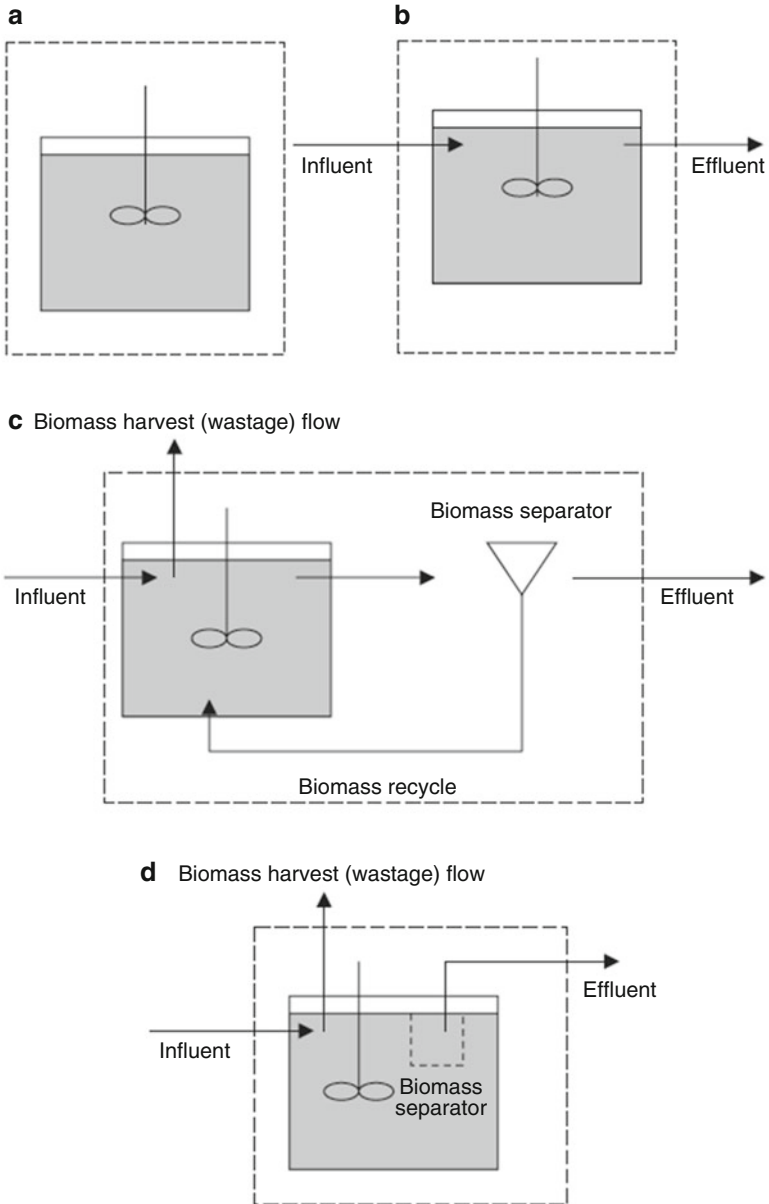 a
b
Influent
Effluent
c Biomass harvest (wastage) flow
Biomass separator
Influent
Effluent
Biomass recycle
d Biomass harvest (wastage) flow
Effluent
Influent
Biomass
separator